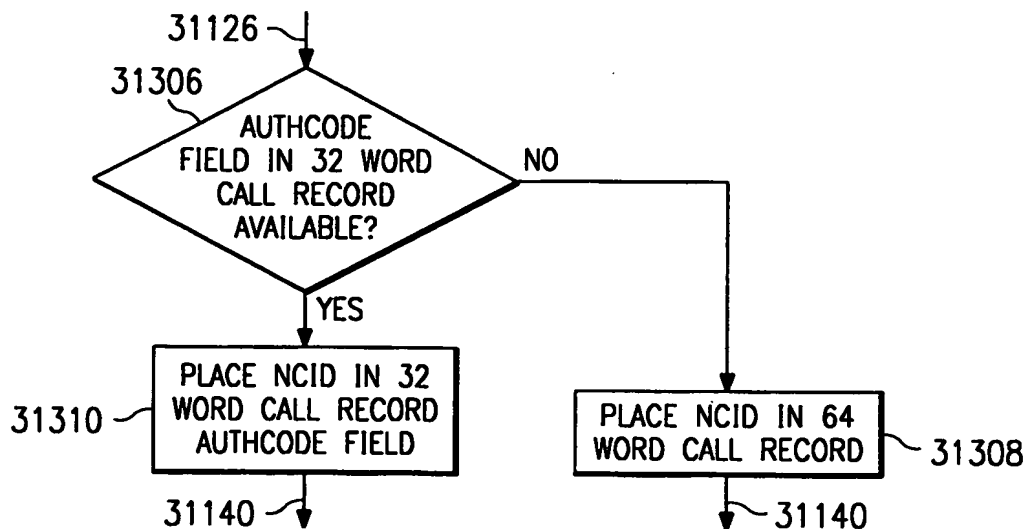 31126
31306
AUTHCODE
FIELD IN 32 WORD
CALL RECORD
AVAILABLE?
NO
YES
PLACE NCID IN 32
WORD CALL RECORD
AUTHCODE FIELD
31310
PLACE NCID IN 64
WORD CALL RECORD
31308
31140
31140